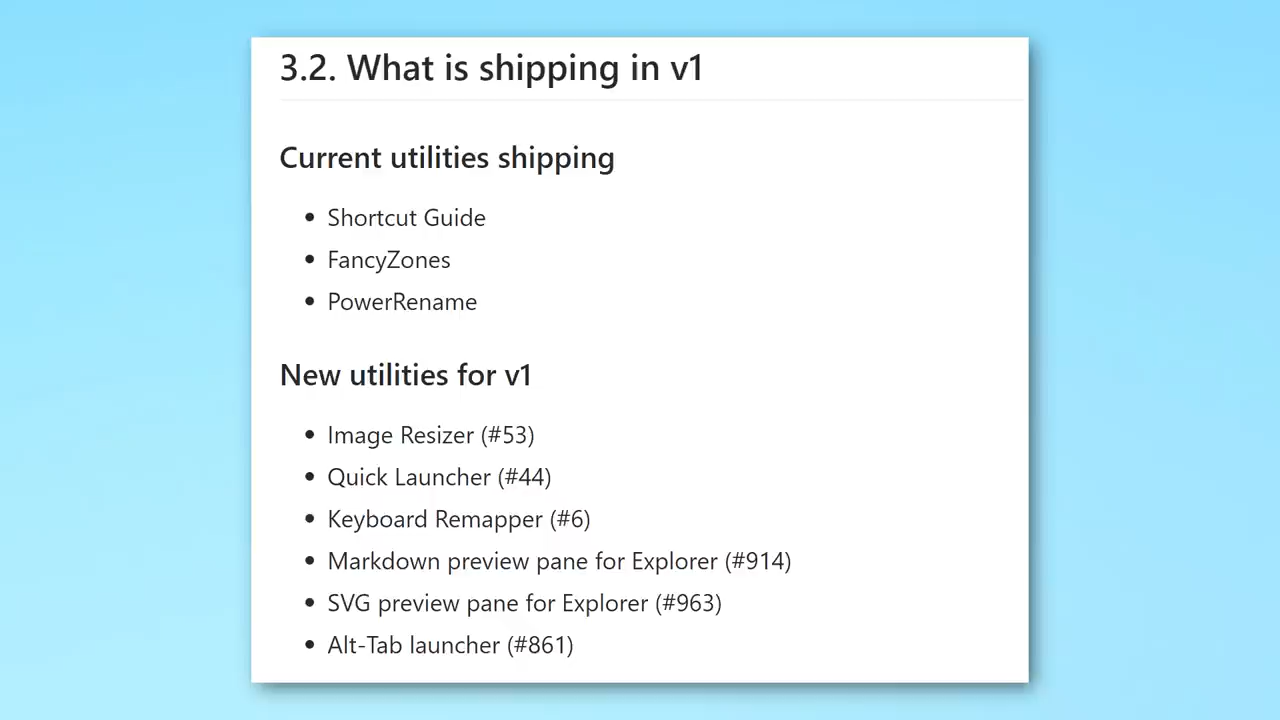 3.2. What is shipping in v1
Current utilities shipping
• Shortcut Guide
• FancyZones
• PowerRename
New utilities for v1
• Image Resizer (#53)
• Quick Launcher (#44)
• Keyboard Remapper (#6)
• Markdown preview pane for Explorer (#914)
• SVG preview pane for Explorer (#963)
• Alt-Tab launcher (#861)